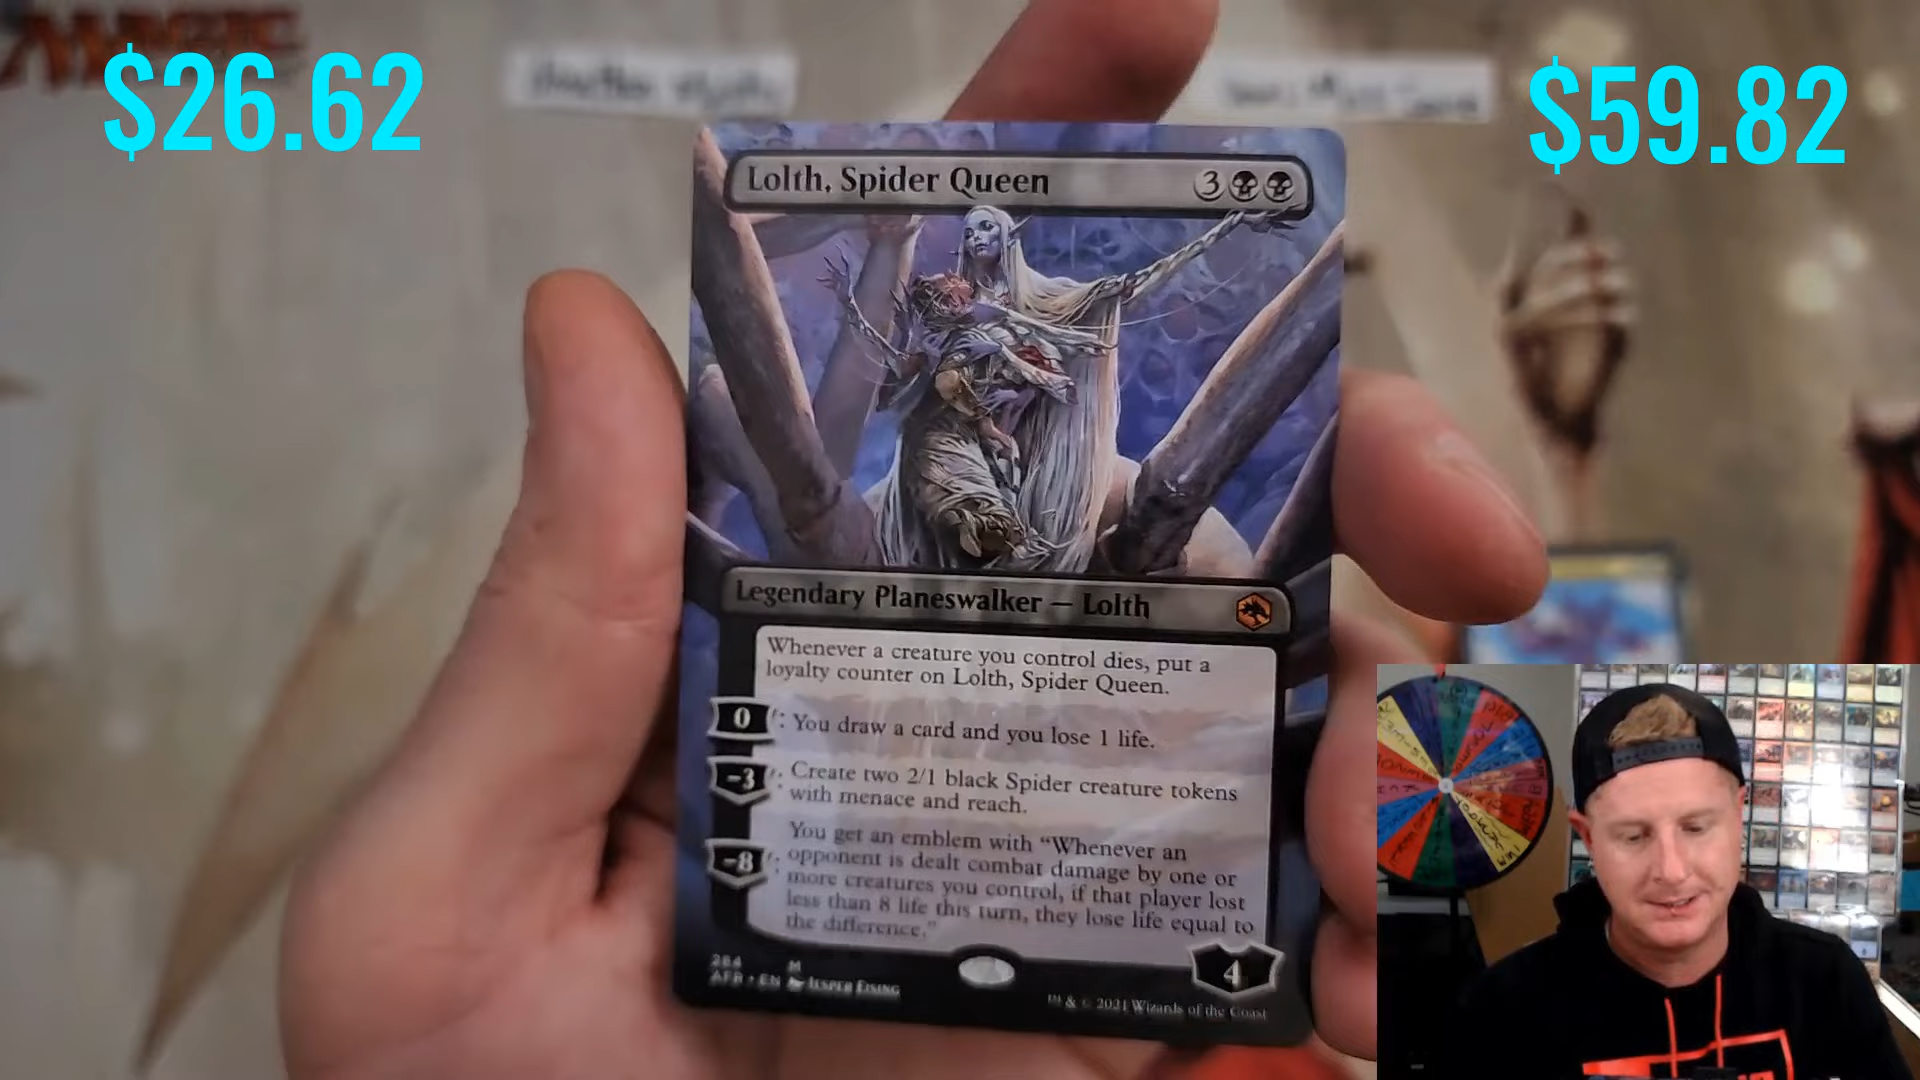 MAGIC
$26.62
$59.82
Lolth, Spider Queen
3
Legendary Planeswalker — Lolth
Whenever a creature you control dies, put a
loyalty counter on Lolth, Spider Queen.
0: You draw a card and you lose 1 life.
-3: Create two 2/1 black Spider creature tokens
with menace and reach.
-8: You get an emblem with “Whenever an
opponent is dealt combat damage by one or
more creatures you control, if that player lost
less than 8 life this turn, they lose life equal to
the difference.”
4
284 M
AFR • EN JESPER EJSING
™ & © 2021 Wizards of the Coast